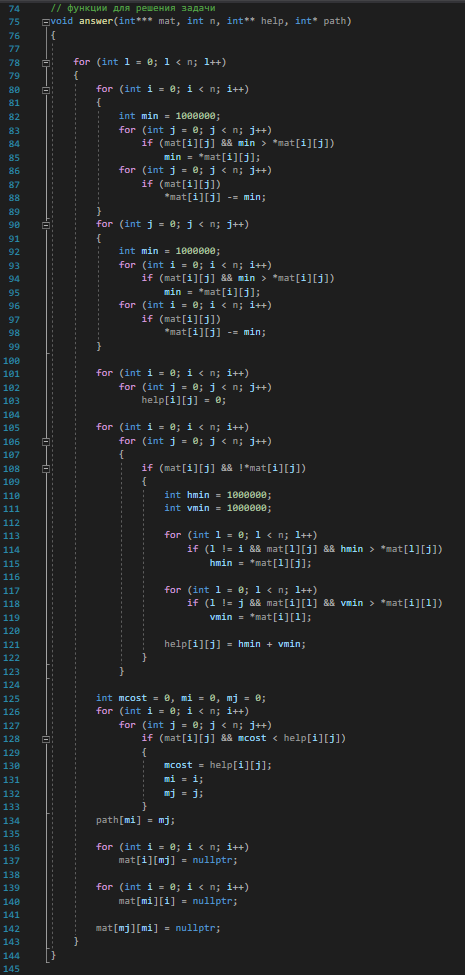 74 // функции для решения задачи
75 void answer(int*** mat, int n, int** help, int* path)
76 {
77
78     for (int l = 0; l < n; l++)
79     {
80         for (int i = 0; i < n; i++)
81         {
82             int min = 1000000;
83             for (int j = 0; j < n; j++)
84                 if (mat[i][j] && min > *mat[i][j])
85                     min = *mat[i][j];
86             for (int j = 0; j < n; j++)
87                 if (mat[i][j])
88                     *mat[i][j] -= min;
89         }
90         for (int j = 0; j < n; j++)
91         {
92             int min = 1000000;
93             for (int i = 0; i < n; i++)
94                 if (mat[i][j] && min > *mat[i][j])
95                     min = *mat[i][j];
96             for (int i = 0; i < n; i++)
97                 if (mat[i][j])
98                     *mat[i][j] -= min;
99         }
100
101         for (int i = 0; i < n; i++)
102             for (int j = 0; j < n; j++)
103                 help[i][j] = 0;
104
105         for (int i = 0; i < n; i++)
106             for (int j = 0; j < n; j++)
107             {
108                 if (mat[i][j] && !*mat[i][j])
109                 {
110                     int hmin = 1000000;
111                     int vmin = 1000000;
112
113                     for (int l = 0; l < n; l++)
114                         if (l != i && mat[l][j] && hmin > *mat[l][j])
115                             hmin = *mat[l][j];
116
117                     for (int l = 0; l < n; l++)
118                         if (l != j && mat[i][l] && vmin > *mat[i][l])
119                             vmin = *mat[i][l];
120
121                     help[i][j] = hmin + vmin;
122                 }
123             }
124
125         int mcost = 0, mi = 0, mj = 0;
126         for (int i = 0; i < n; i++)
127             for (int j = 0; j < n; j++)
128                 if (mat[i][j] && mcost < help[i][j])
129                 {
130                     mcost = help[i][j];
131                     mi = i;
132                     mj = j;
133                 }
134         path[mi] = mj;
135
136         for (int i = 0; i < n; i++)
137             mat[i][mj] = nullptr;
138
139         for (int i = 0; i < n; i++)
140             mat[mi][i] = nullptr;
141
142         mat[mj][mi] = nullptr;
143     }
144 }
145